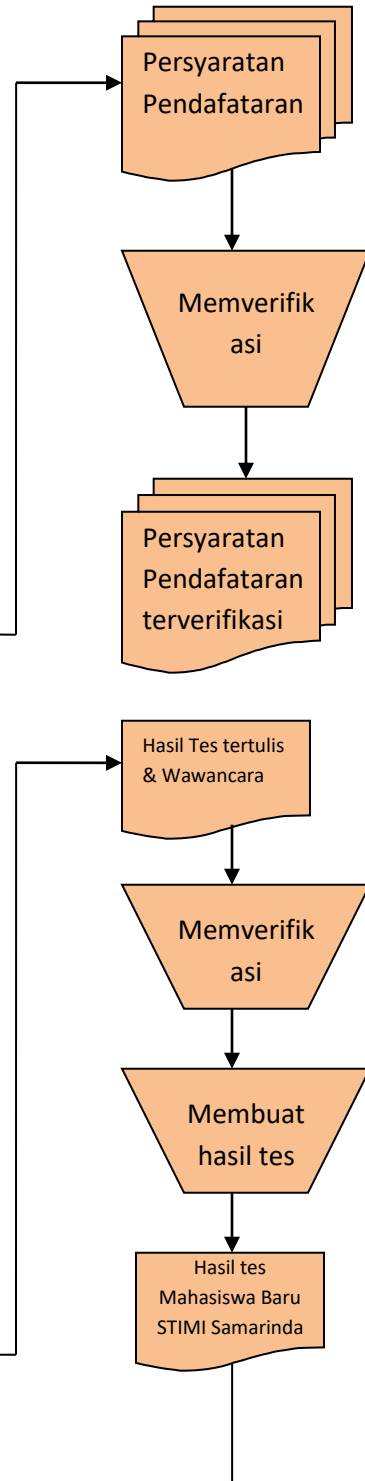 Persyaratan
Pendafataran
Memverifik
asi
Persyaratan
Pendafataran
terverifikasi
Hasil Tes tertulis
& Wawancara
Memverifik
asi
Membuat
hasil tes
Hasil tes
Mahasiswa Baru
STIMI Samarinda